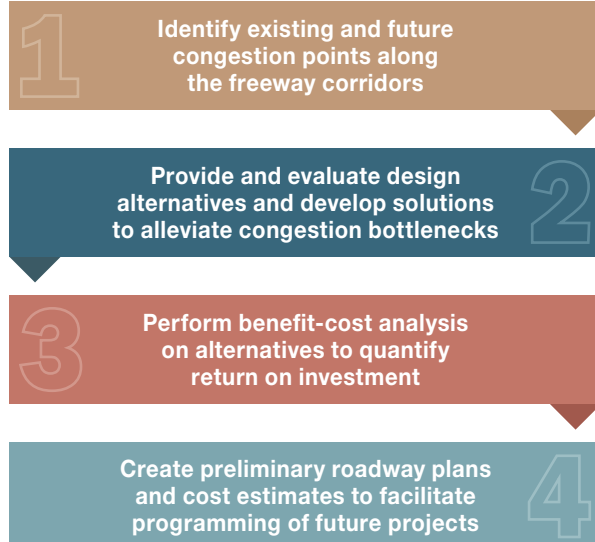 1
Identify existing and future
congestion points along
the freeway corridors
Provide and evaluate design
alternatives and develop solutions
to alleviate congestion bottlenecks
2
3
Perform benefit-cost analysis
on alternatives to quantify
return on investment
Create preliminary roadway plans
and cost estimates to facilitate
programming of future projects
4